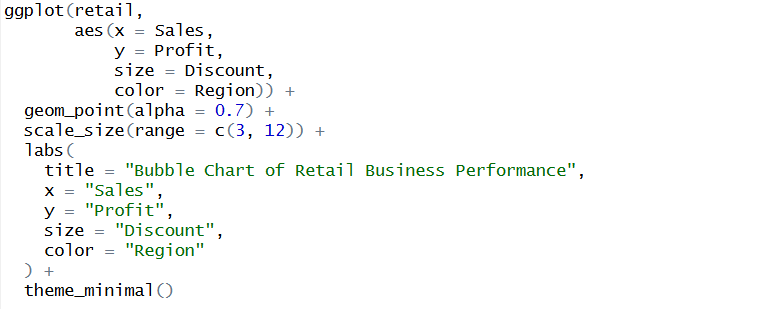 ggplot(retail,
       aes(x = Sales,
           y = Profit,
           size = Discount,
           color = Region)) +
  geom_point(alpha = 0.7) +
  scale_size(range = c(3, 12)) +
  labs(
    title = "Bubble Chart of Retail Business Performance",
    x = "Sales",
    y = "Profit",
    size = "Discount",
    color = "Region"
  ) +
  theme_minimal()